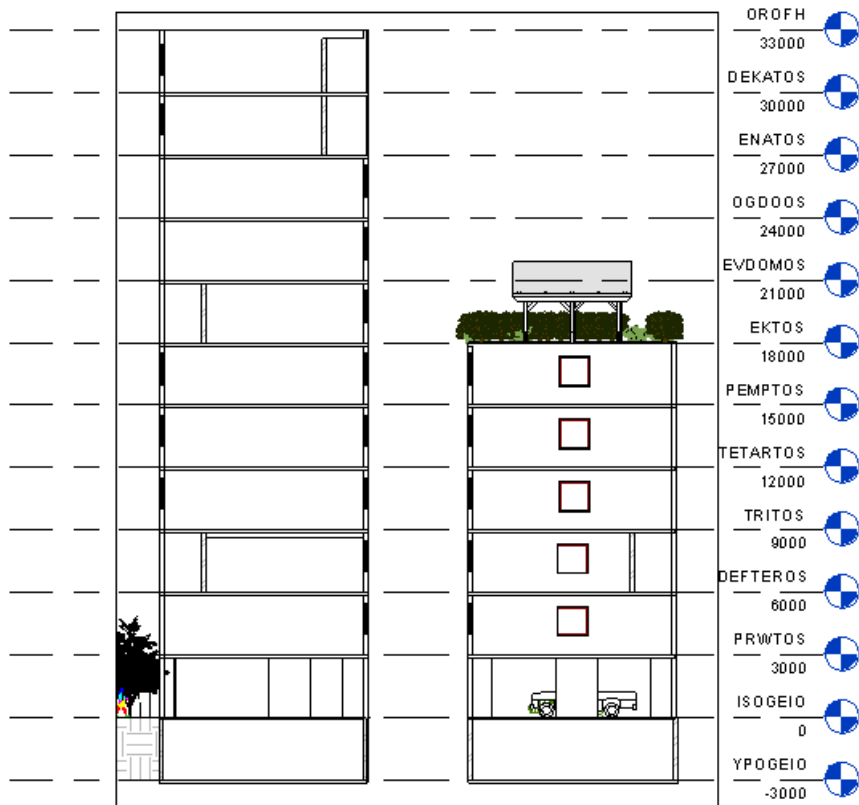 OROFH
33000
DEKATOS
30000
ENATOS
27000
OGDOOS
24000
EVDOMOS
21000
EKTOS
18000
PEMPTOS
15000
TETARTOS
12000
TRITOS
9000
DEFTEROS
6000
PRWTOS
3000
ISOGEIO
0
YPOGEIO
-3000